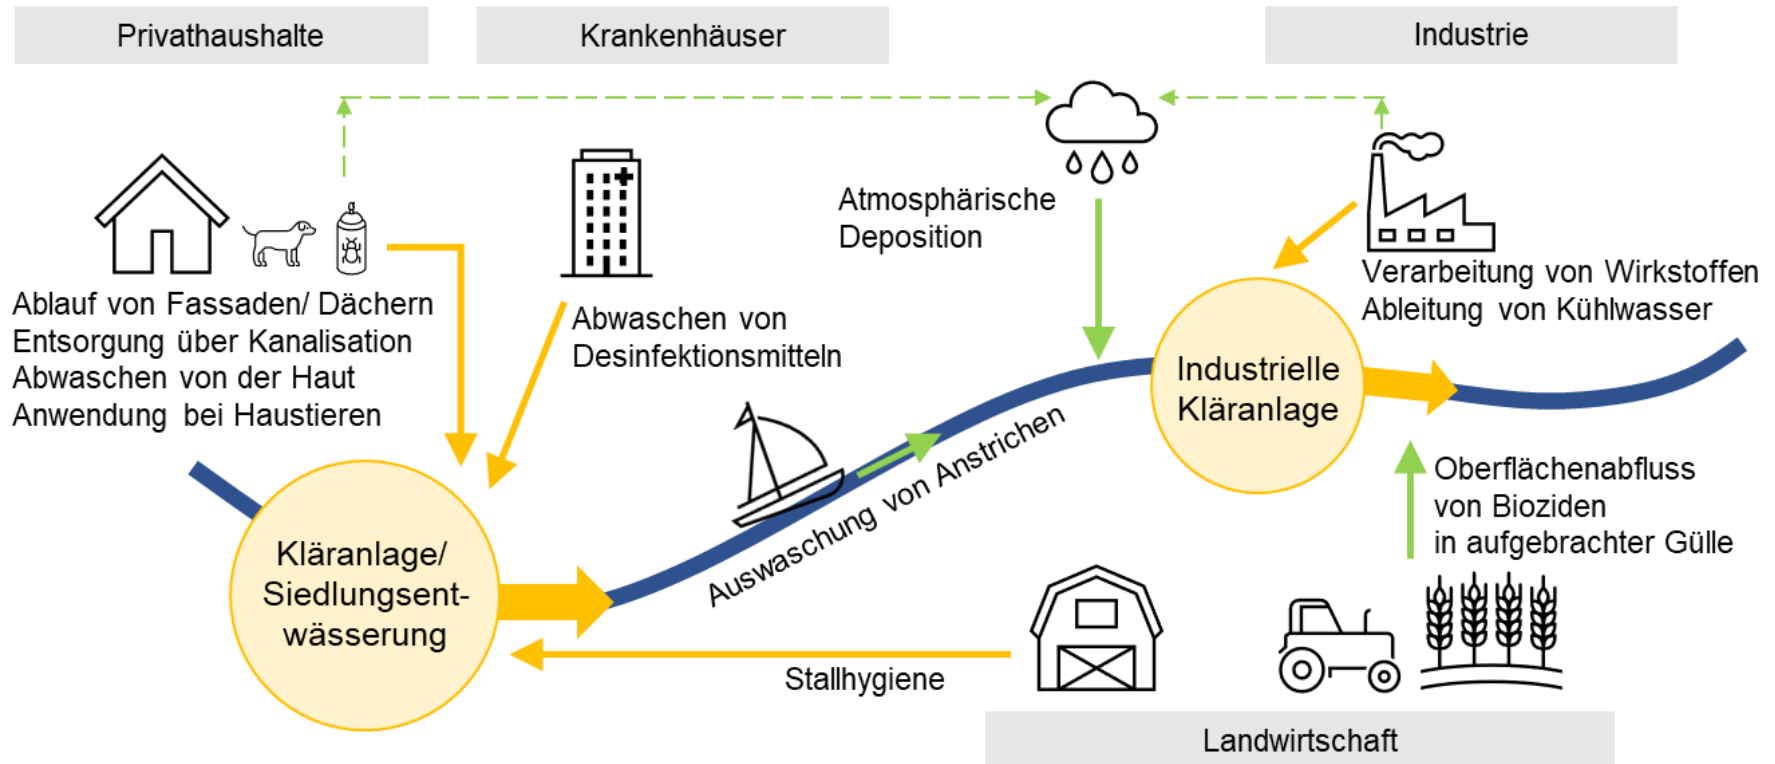 Privathaushalte
Krankenhäuser
Industrie
Atmosphärische
Deposition
Verarbeitung von Wirkstoffen
Ableitung von Kühlwasser
Ablauf von Fassaden/ Dächern
Entsorgung über Kanalisation
Abwaschen von der Haut
Anwendung bei Haustieren
Abwaschen von
Desinfektionsmitteln
Industrielle
Kläranlage
Auswaschung von Anstrichen
Oberflächenabfluss
von Bioziden
in aufgebrachter Gülle
Kläranlage/
Siedlungsent-
wässerung
Stallhygiene
Landwirtschaft